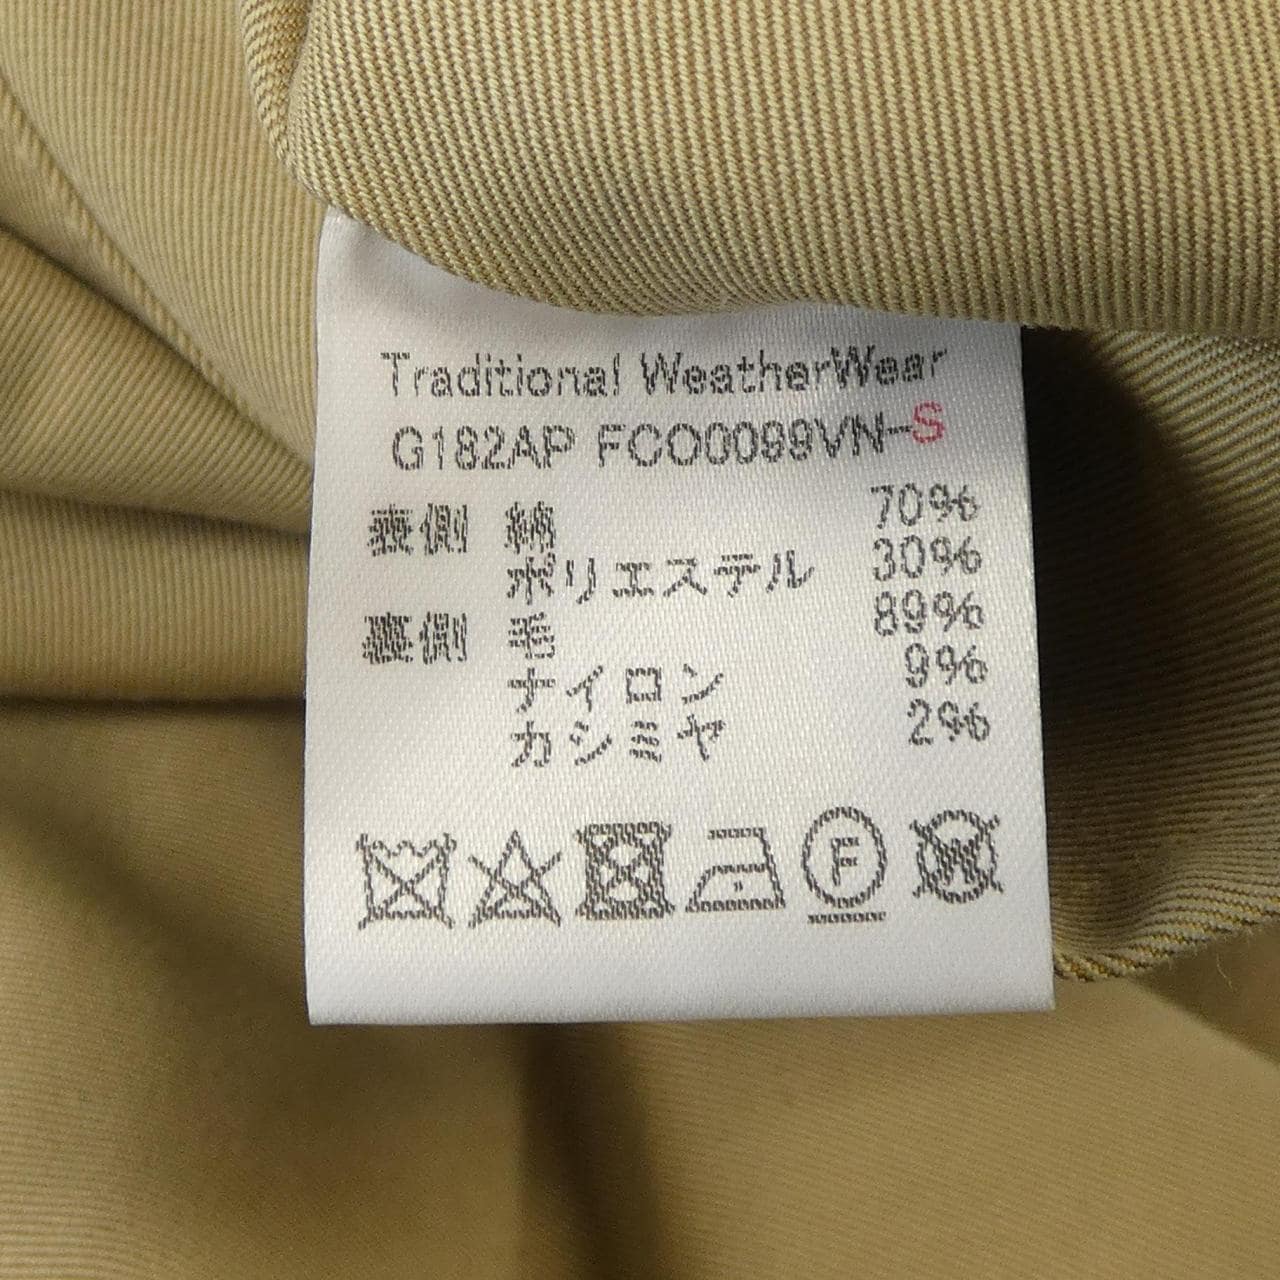 Traditional WeatherWear
G182AP FCO0099VN-S
表側 綿 70%
ポリエステル 30%
裏側 毛 89%
ナイロン 9%
カシミヤ 2%
F W